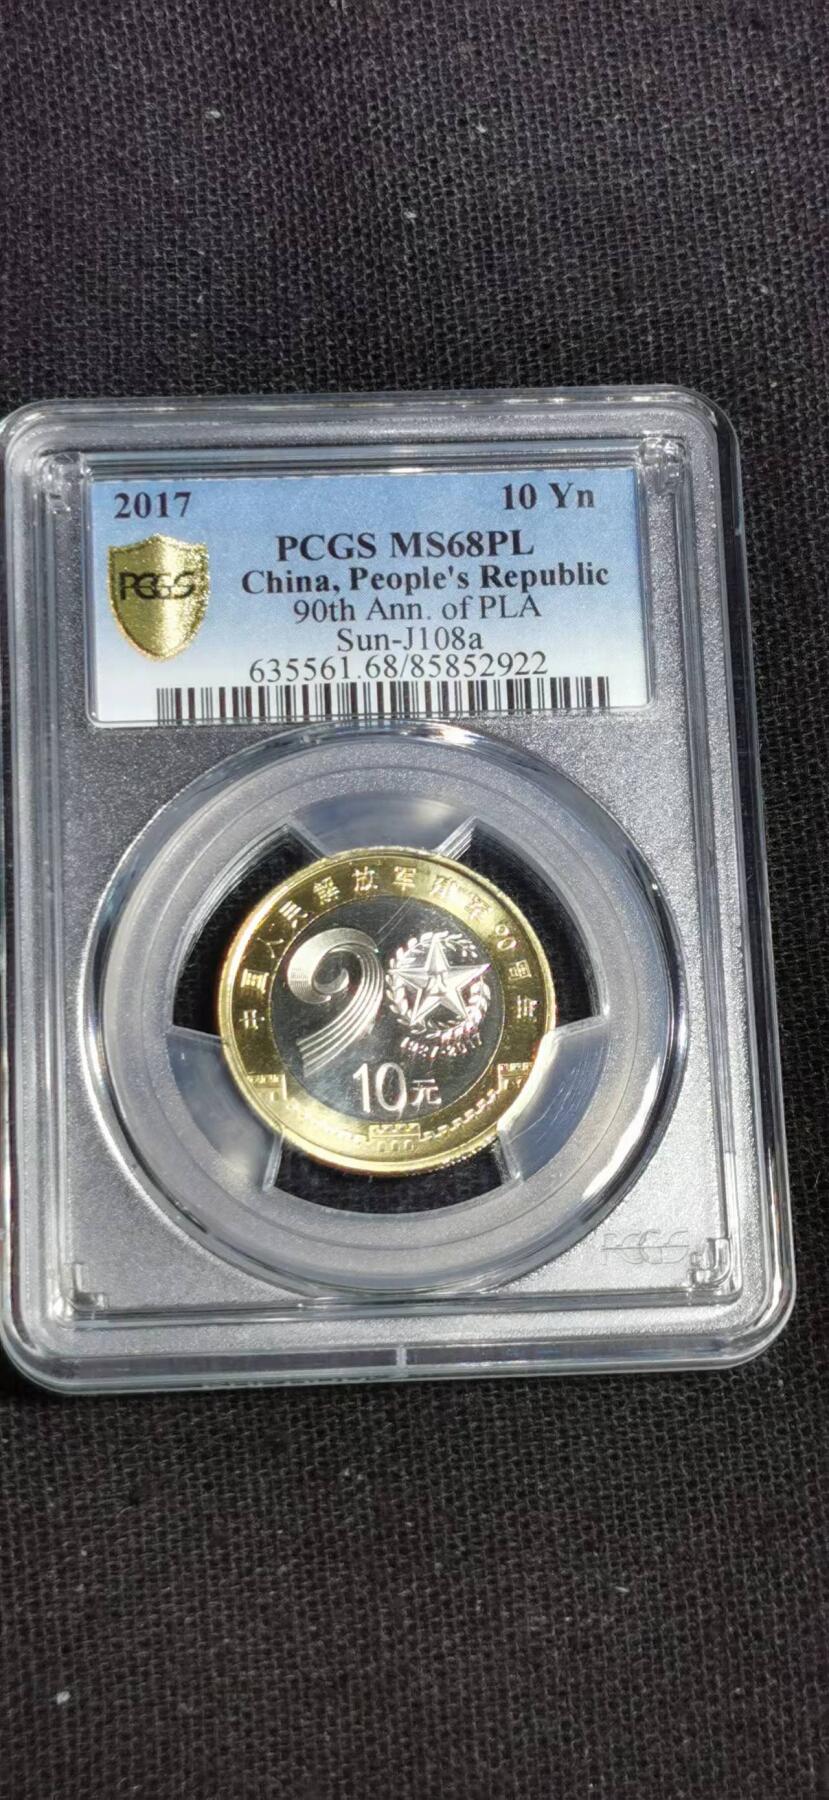 2017 10 Yn
PCGS MS68PL
PCGS
China, People's Republic
90th Ann. of PLA
Sun-J108a
635561.68/85852922
中国人民解放军建军90周年
90
1927-2017
10元
PCGS